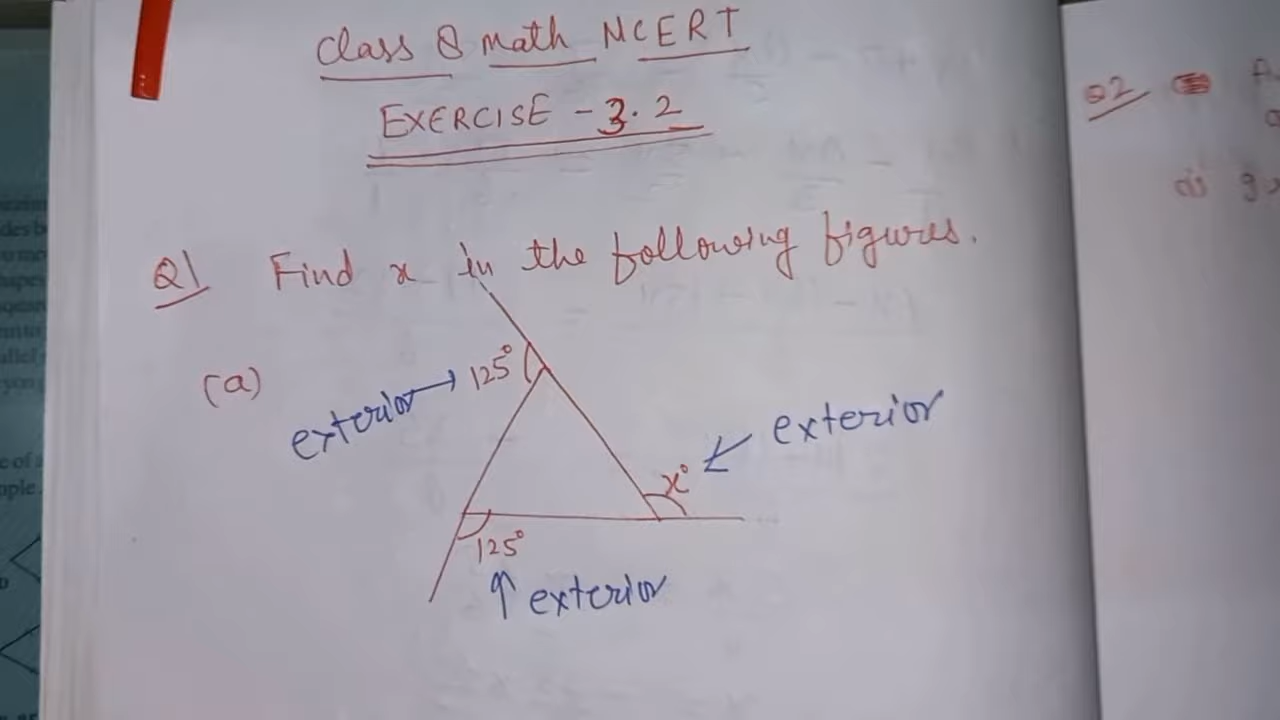 Class 8 math NCERT
EXERCISE - 3.2
Q1 Find x in the following figures.
(a)
125°
exterior
exterior
x°
125°
exterior
Q2